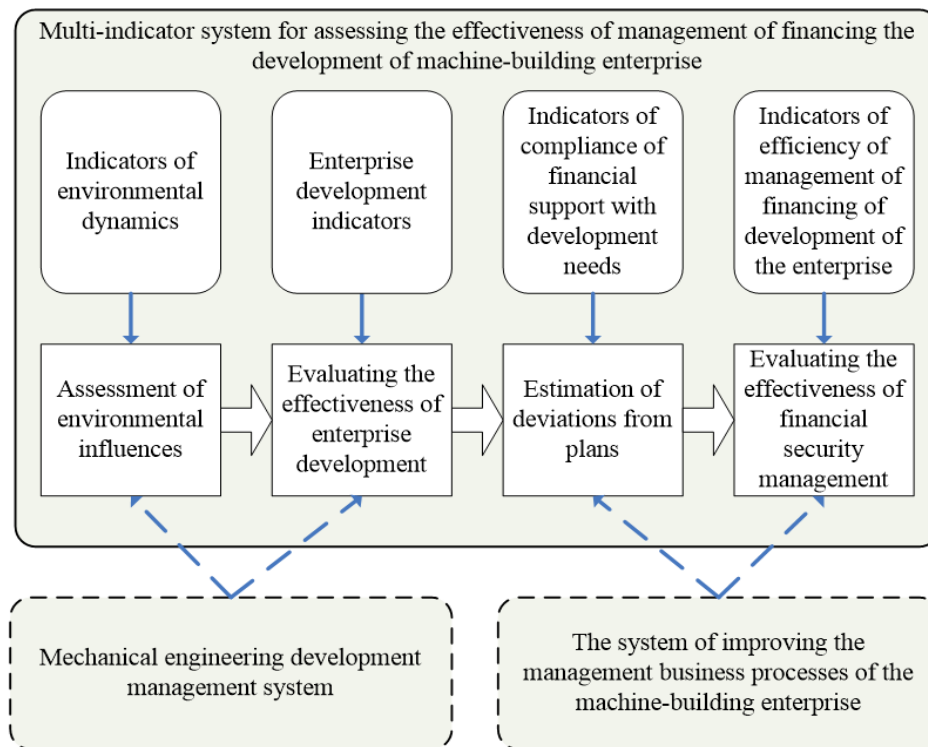 Multi-indicator system for assessing the effectiveness of management of financing the
development of machine-building enterprise
Indicators of
environmental
dynamics
Enterprise
development
indicators
Indicators of
compliance of
financial
support with
development
needs
Indicators of
efficiency of
management of
financing of
development of
the enterprise
Assessment of
environmental
influences
Evaluating the
effectiveness of
enterprise
development
Estimation of
deviations from
plans
Evaluating the
effectiveness of
financial
security
management
Mechanical engineering development
management system
The system of improving the
management business processes of the
machine-building enterprise